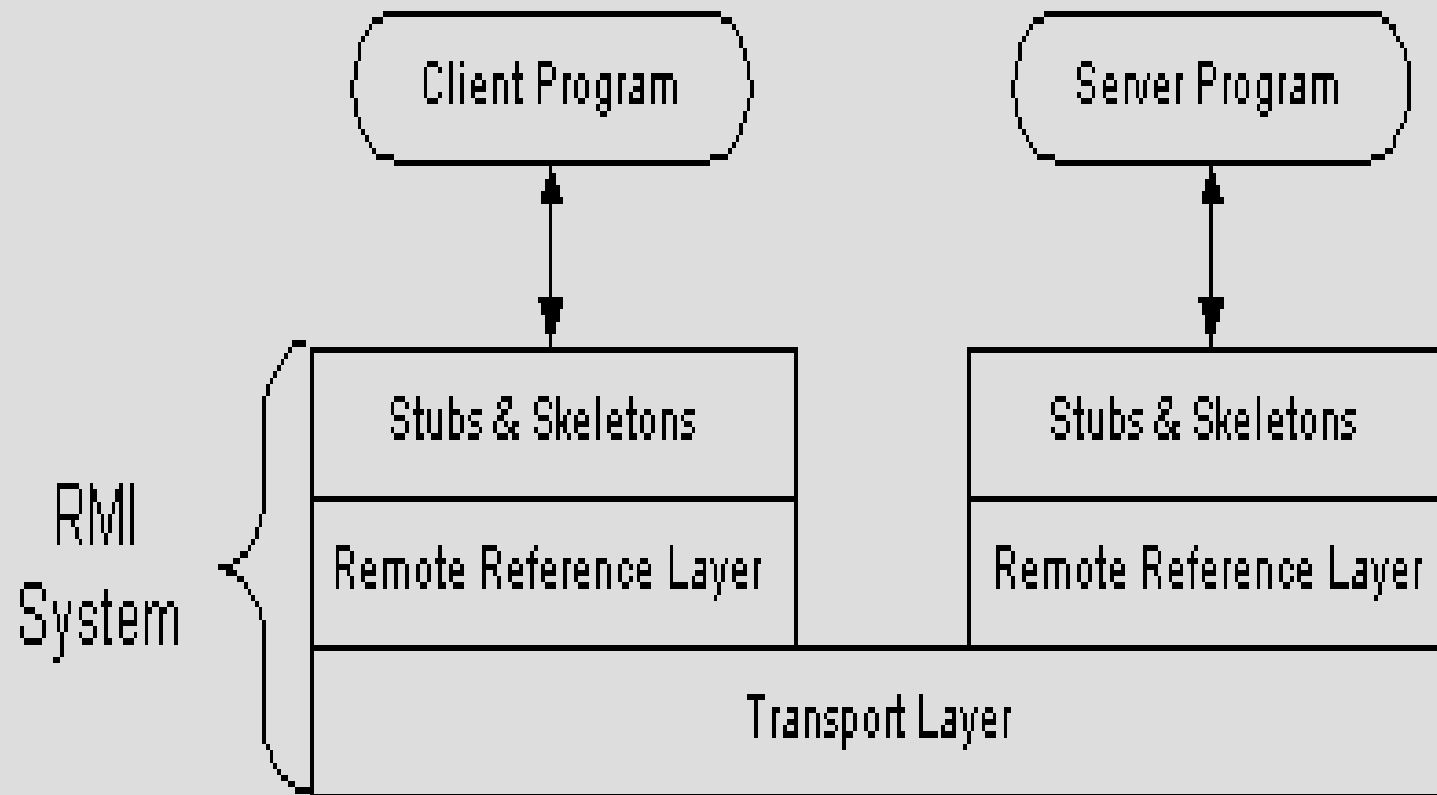 Client Program
Server Program
Stubs & Skeletons
Stubs & Skeletons
RMI
System
Remote Reference Layer
Remote Reference Layer
Transport Layer